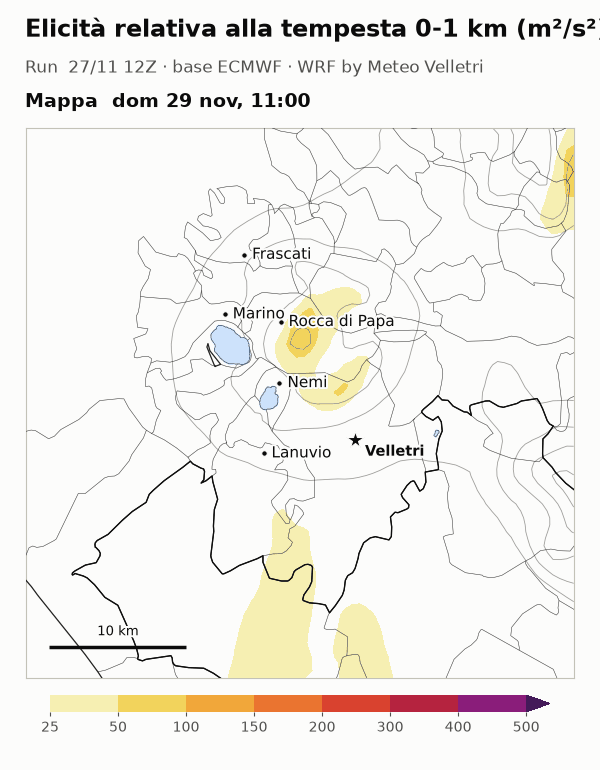 Elicità relativa alla tempesta 0-1 km (m²/s²)
Run 27/11 12Z · base ECMWF · WRF by Meteo Velletri
Mappa dom 29 nov, 11:00
Frascati
Marino
Rocca di Papa
Nemi
Velletri
Lanuvio
10 km
25 50 100 150 200 300 400 500